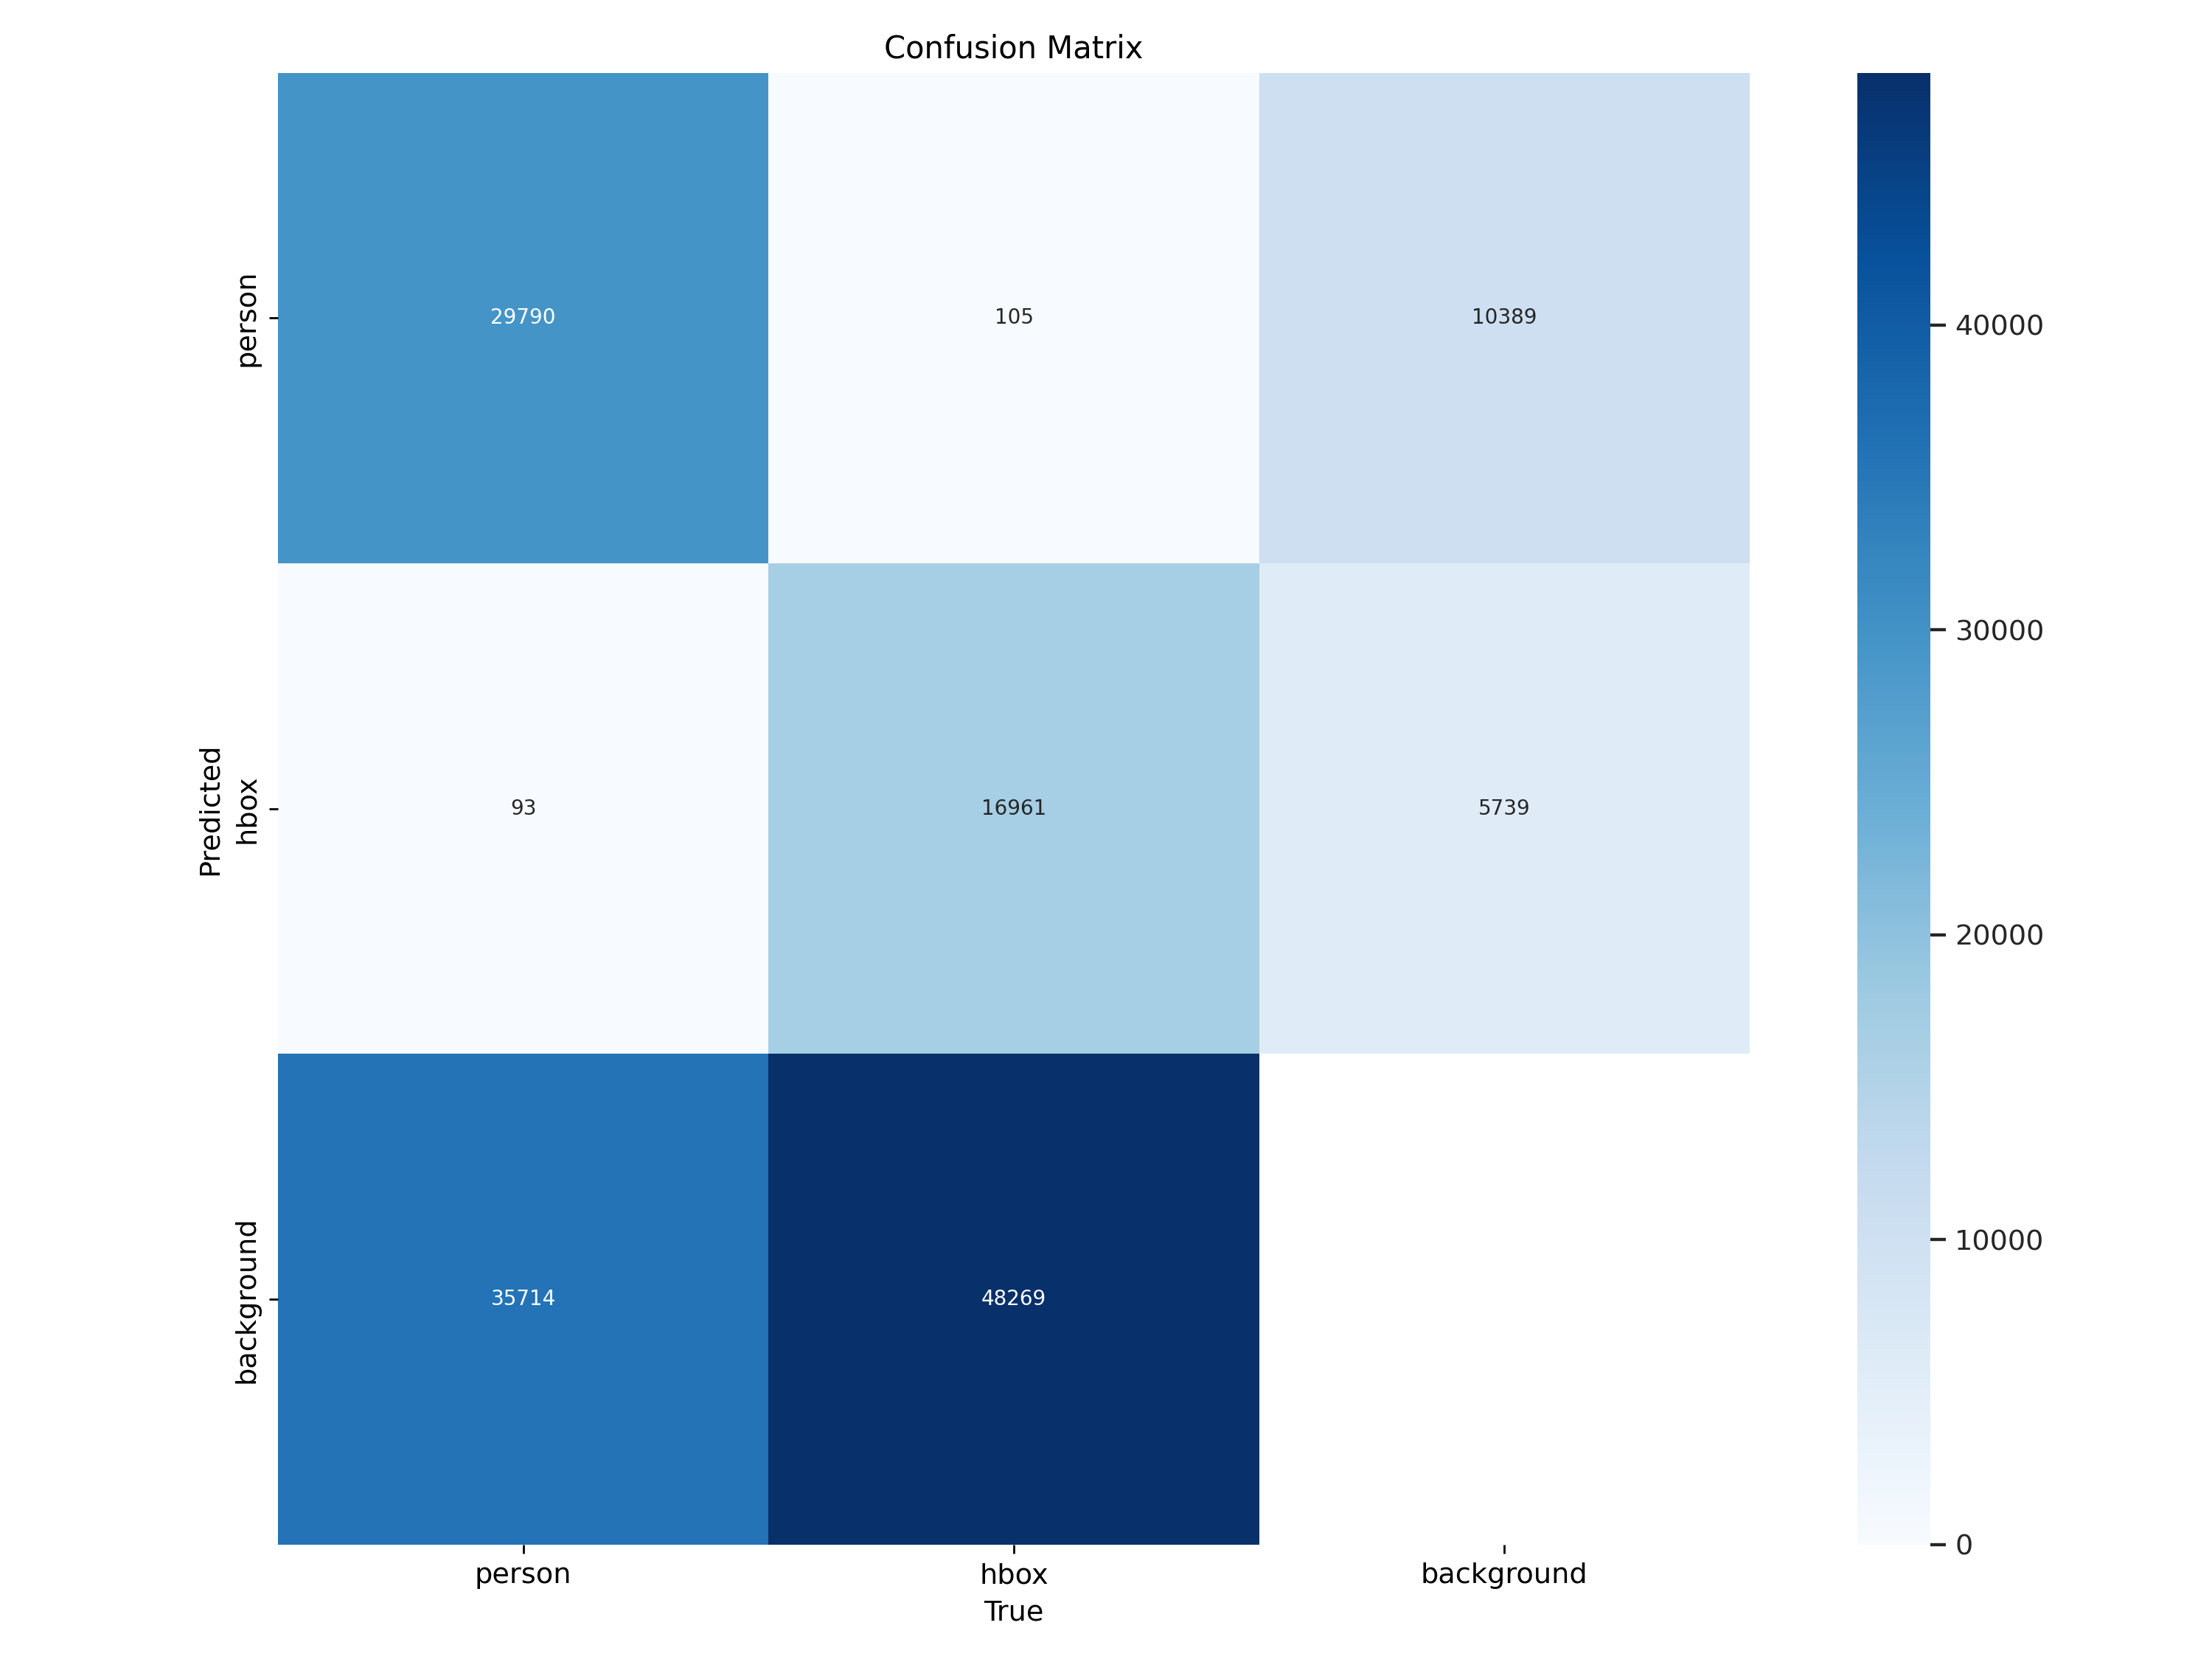 Confusion Matrix
person
29790
105
10389
40000
30000
Predicted
hbox
93
16961
5739
20000
background
35714
48269
10000
0
person
hbox
background
True